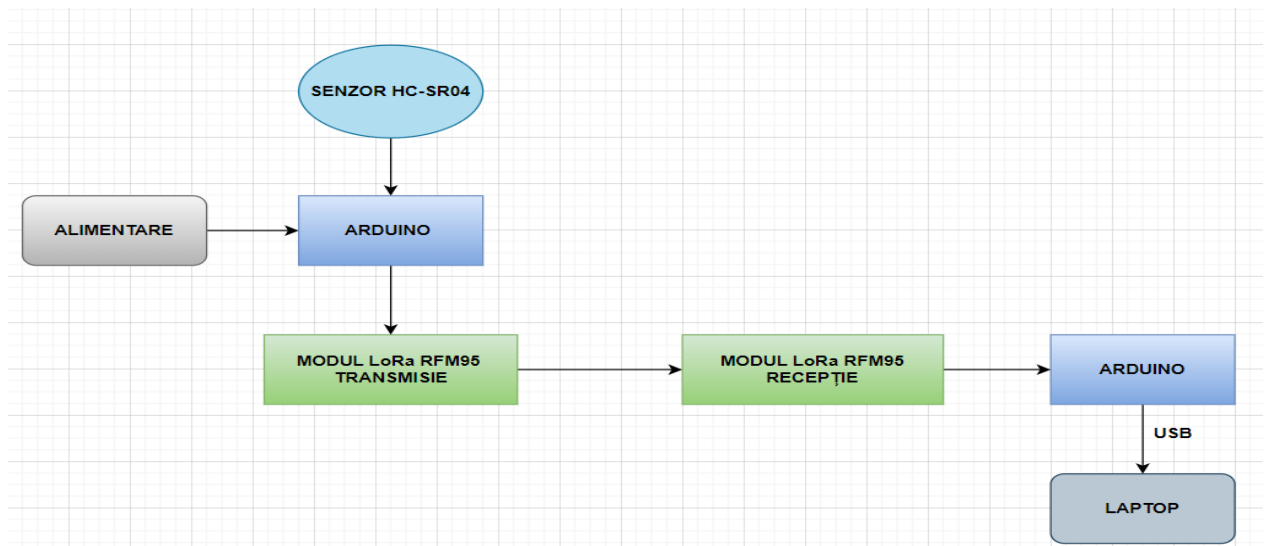 SENZOR HC-SR04
ALIMENTARE
ARDUINO
MODUL LoRa RFM95
TRANSMISIE
MODUL LoRa RFM95
RECEPȚIE
ARDUINO
USB
LAPTOP